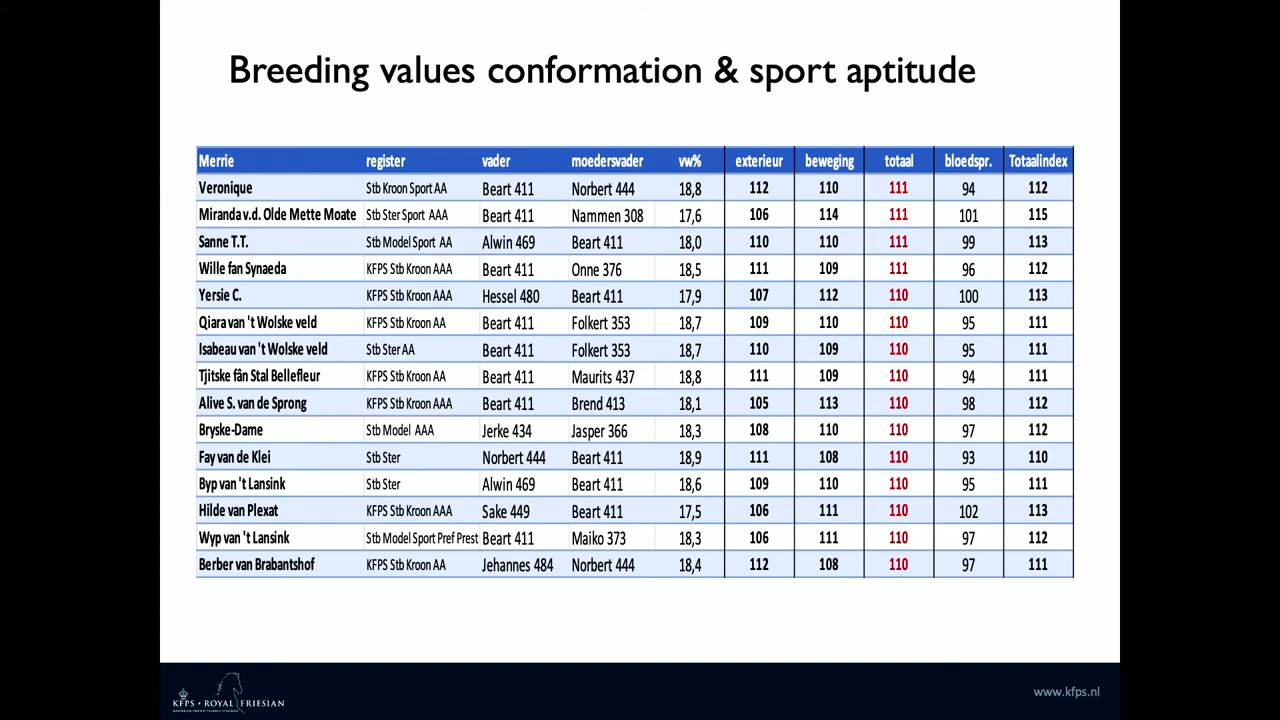 Breeding values conformation & sport aptitude
Merrie register vader moedersvader vw% exterieur beweging totaal bloedspr. Totaalindex
Veronique Stb Kroon Sport AA Beart 411 Norbert 444 18,8 112 110 111 94 112
Miranda v.d. Olde Mette Moate Stb Ster Sport AAA Beart 411 Nammen 308 17,6 106 114 111 101 115
Sanne T.T. Stb Model Sport AA Alwin 469 Beart 411 18,0 110 110 111 99 113
Wille fan Synaeda KFPS Stb Kroon AAA Beart 411 Onne 376 18,5 111 109 111 96 112
Yersie C. KFPS Stb Kroon AAA Hessel 480 Beart 411 17,9 107 112 110 100 113
Qiara van 't Wolske veld KFPS Stb Kroon AA Beart 411 Folkert 353 18,7 109 110 110 95 111
Isabeau van 't Wolske veld Stb Ster AA Beart 411 Folkert 353 18,7 110 109 110 95 111
Tjitske fân Stal Bellefleur KFPS Stb Kroon AA Beart 411 Maurits 437 18,8 111 109 110 94 111
Alive S. van de Sprong KFPS Stb Kroon AAA Beart 411 Brend 413 18,1 105 113 110 98 112
Bryske-Dame Stb Model AAA Jerke 434 Jasper 366 18,3 108 110 110 97 112
Fay van de Klei Stb Ster Norbert 444 Beart 411 18,9 111 108 110 93 110
Byp van 't Lansink Stb Ster Alwin 469 Beart 411 18,6 109 110 110 95 111
Hilde van Plexat KFPS Stb Kroon AAA Sake 449 Beart 411 17,5 106 111 110 102 113
Wyp van 't Lansink Stb Model Sport Pref Prest Beart 411 Maiko 373 18,3 106 111 110 97 112
Berber van Brabantshof KFPS Stb Kroon AA Jehannes 484 Norbert 444 18,4 112 108 110 97 111
KFPS • ROYAL FRIESIAN
www.kfps.nl